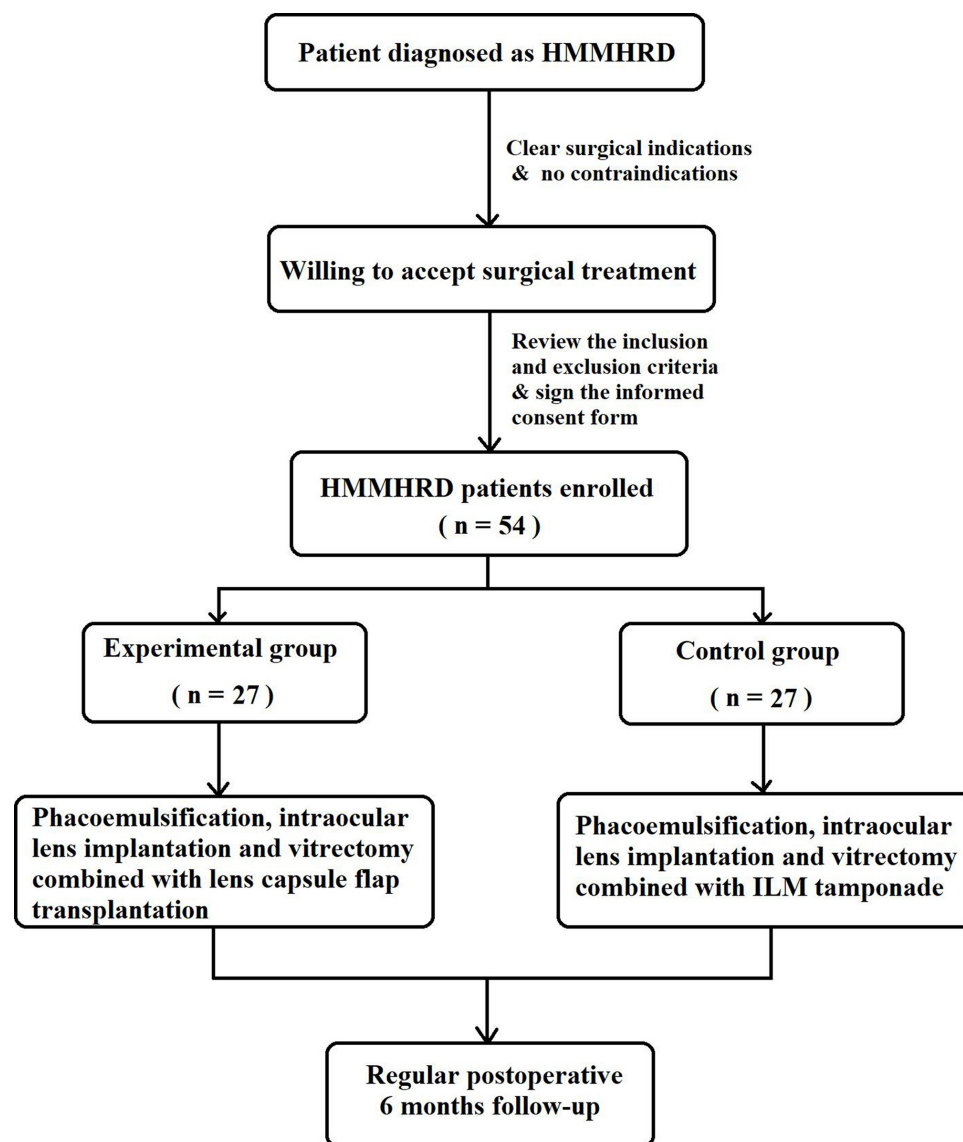 Patient diagnosed as HMMHRD
Clear surgical indications
& no contraindications
Willing to accept surgical treatment
Review the inclusion
and exclusion criteria
& sign the informed
consent form
HMMHRD patients enrolled
( n = 54 )
Experimental group
( n = 27 )
Control group
( n = 27 )
Phacoemulsification, intraocular
lens implantation and vitrectomy
combined with lens capsule flap
transplantation
Phacoemulsification, intraocular
lens implantation and vitrectomy
combined with ILM tamponade
Regular postoperative
6 months follow-up